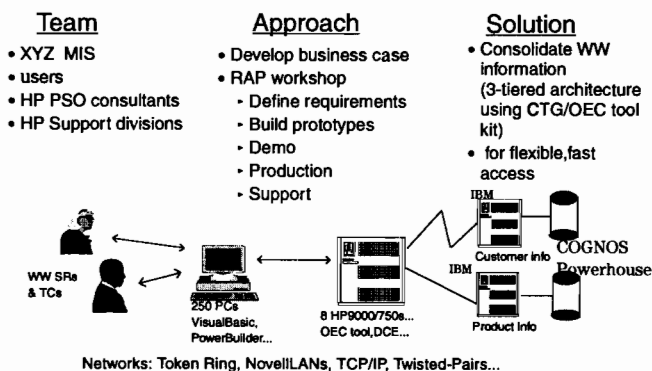 Team
• XYZ MIS
• users
• HP PSO consultants
• HP Support divisions
Approach
• Develop business case
• RAP workshop
▸ Define requirements
▸ Build prototypes
▸ Demo
▸ Production
▸ Support
Solution
• Consolidate WW
information
(3-tiered architecture
using CTG/OEC tool
kit)
• for flexible,fast
access
WW SRs
& TCs
250 PCs
VisualBasic,
PowerBuilder...
8 HP9000/750s...
OEC tool,DCE...
IBM
Customer info
IBM
Product Info
COGNOS
Powerhouse
Networks: Token Ring, NovellLANs, TCP/IP, Twisted-Pairs...